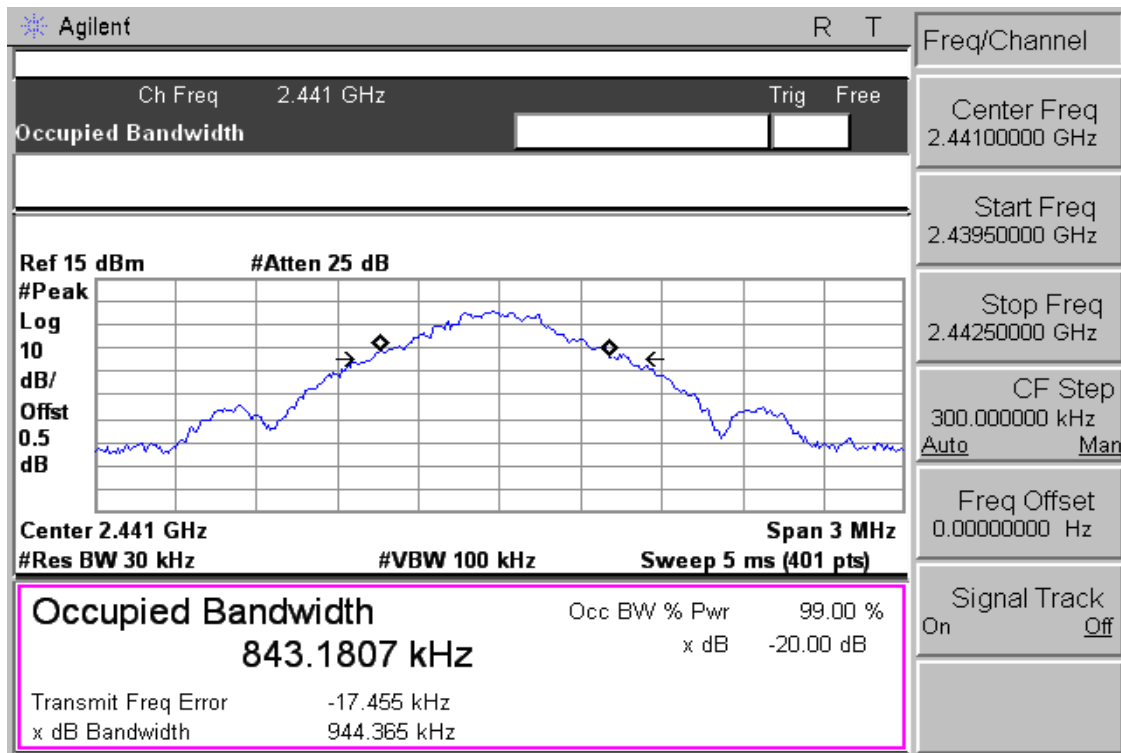 Agilent R T
Ch Freq 2.441 GHz Trig Free
Occupied Bandwidth
Ref 15 dBm #Atten 25 dB
#Peak
Log
10
dB/
Offst
0.5
dB
Center 2.441 GHz Span 3 MHz
#Res BW 30 kHz #VBW 100 kHz Sweep 5 ms (401 pts)
Occupied Bandwidth
843.1807 kHz
Occ BW % Pwr 99.00 %
x dB -20.00 dB
Transmit Freq Error -17.455 kHz
x dB Bandwidth 944.365 kHz
Freq/Channel
Center Freq
2.44100000 GHz
Start Freq
2.43950000 GHz
Stop Freq
2.44250000 GHz
CF Step
300.000000 kHz
Auto Man
Freq Offset
0.00000000 Hz
Signal Track
On Off